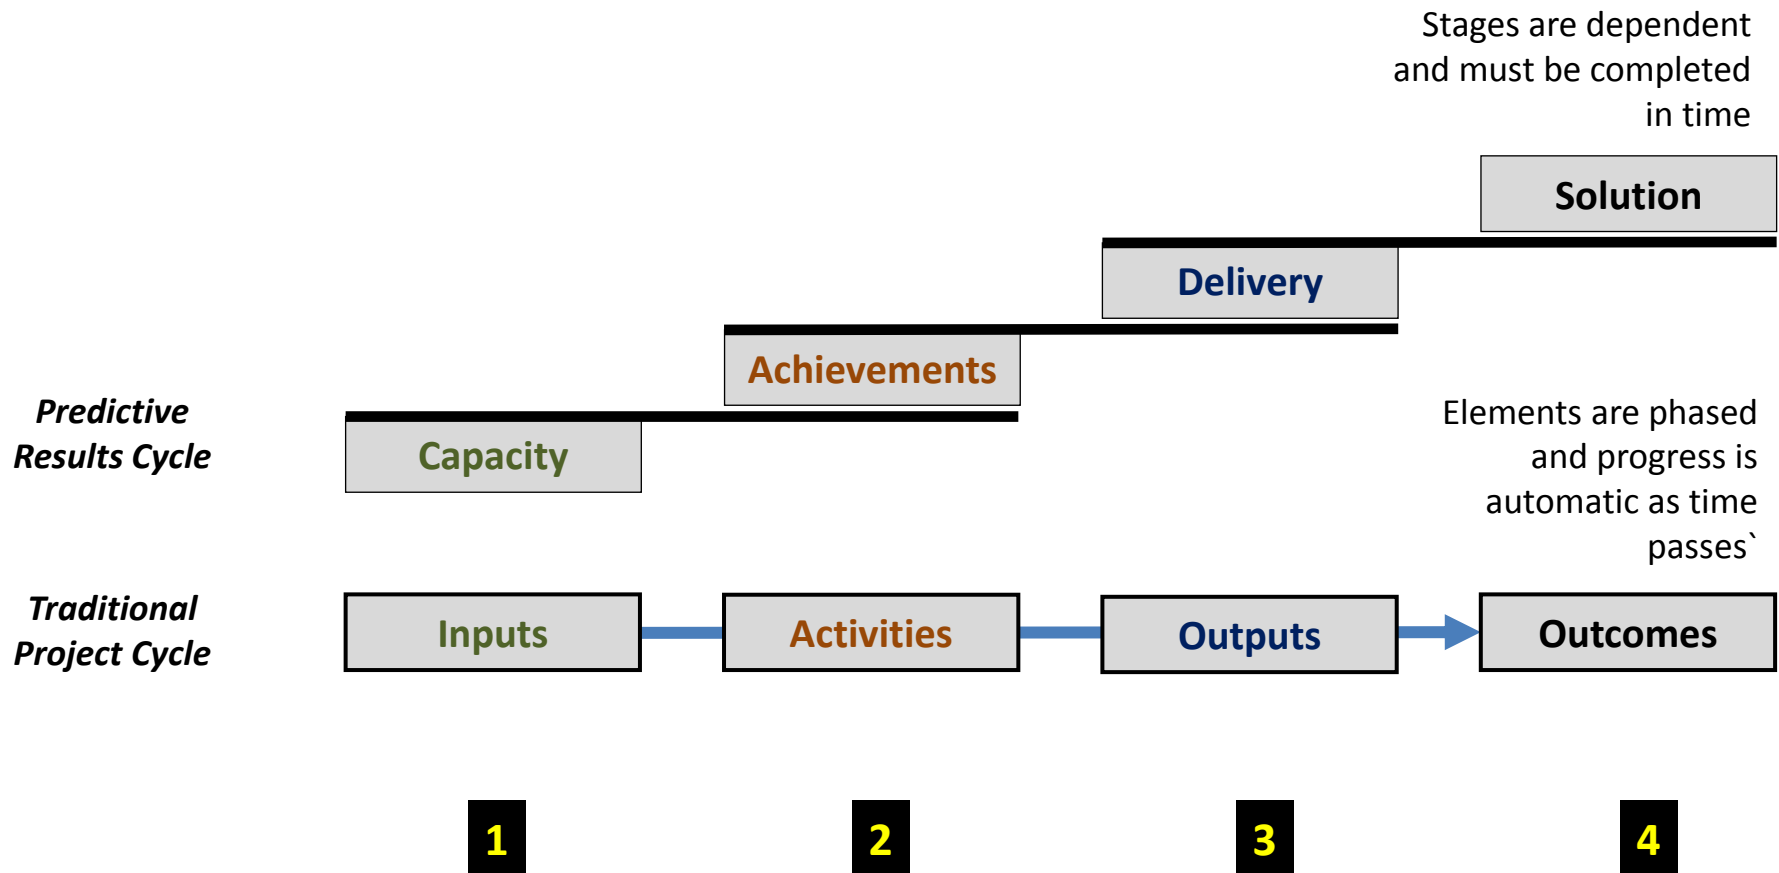 Stages are dependent
and must be completed
in time
Solution
Delivery
Achievements
Predictive
Results Cycle
Capacity
Elements are phased
and progress is
automatic as time
passes`
Traditional
Project Cycle
Inputs
Activities
Outputs
Outcomes
1
2
3
4